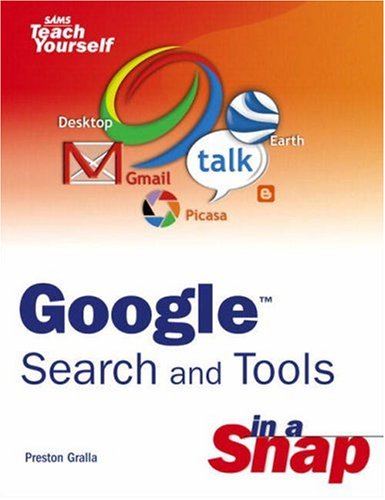 SAMS
Teach
Yourself
Desktop
Earth
talk
Gmail
Picasa
Google™
Search and Tools
in a
Snap
Preston Gralla